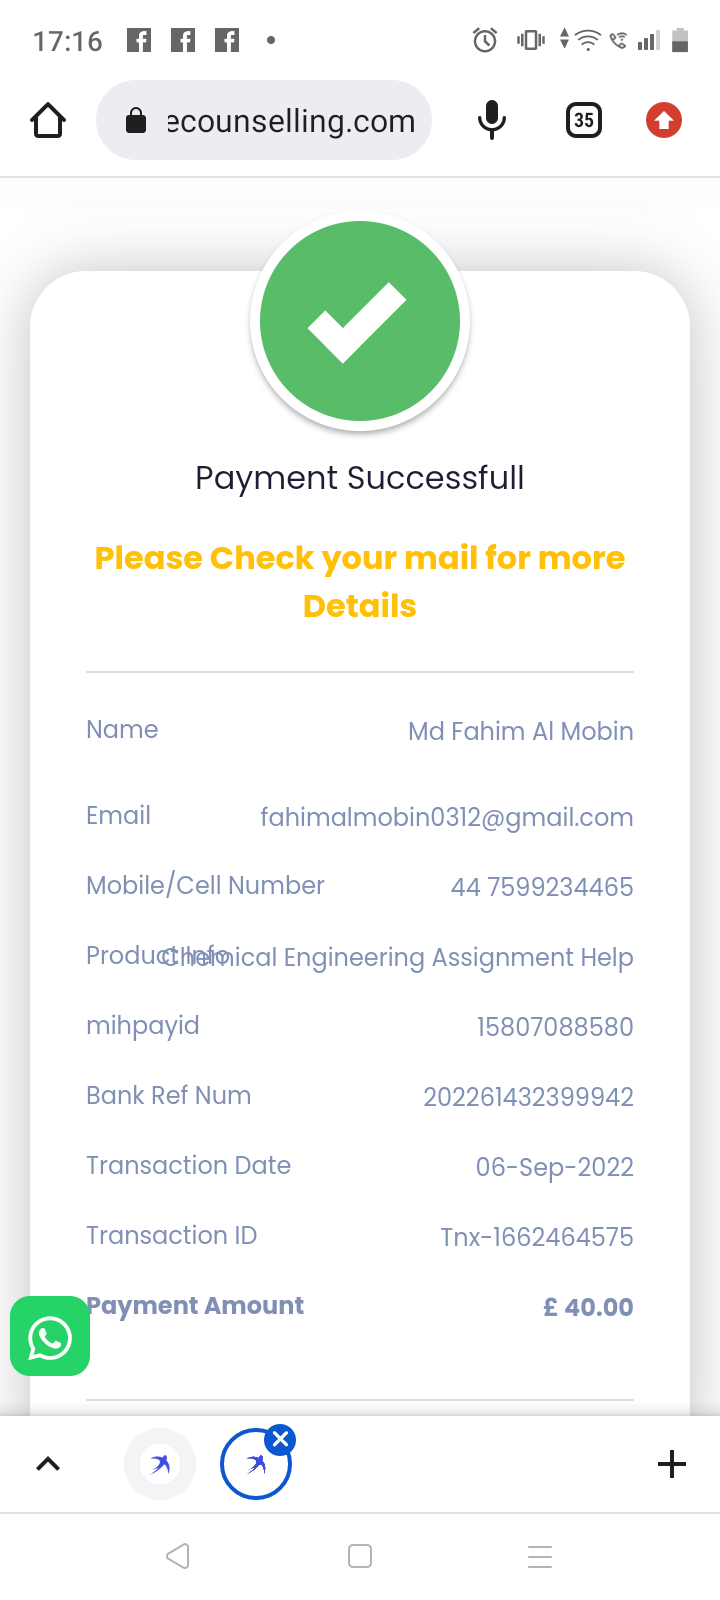 17:16
ecounselling.com
35
Payment Successfull
Please Check your mail for more
Details
Name Md Fahim Al Mobin
Email fahimalmobin0312@gmail.com
Mobile/Cell Number 44 7599234465
Product Info Chemical Engineering Assignment Help
mihpayid 15807088580
Bank Ref Num 202261432399942
Transaction Date 06-Sep-2022
Transaction ID Tnx-1662464575
Payment Amount £ 40.00